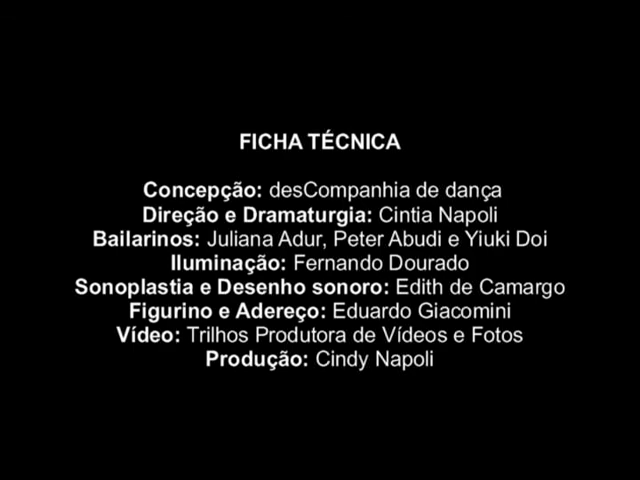 FICHA TÉCNICA
Concepção: desCompanhia de dança
Direção e Dramaturgia: Cintia Napoli
Bailarinos: Juliana Adur, Peter Abudi e Yiuki Doi
Iluminação: Fernando Dourado
Sonoplastia e Desenho sonoro: Edith de Camargo
Figurino e Adereço: Eduardo Giacomini
Vídeo: Trilhos Produtora de Vídeos e Fotos
Produção: Cindy Napoli